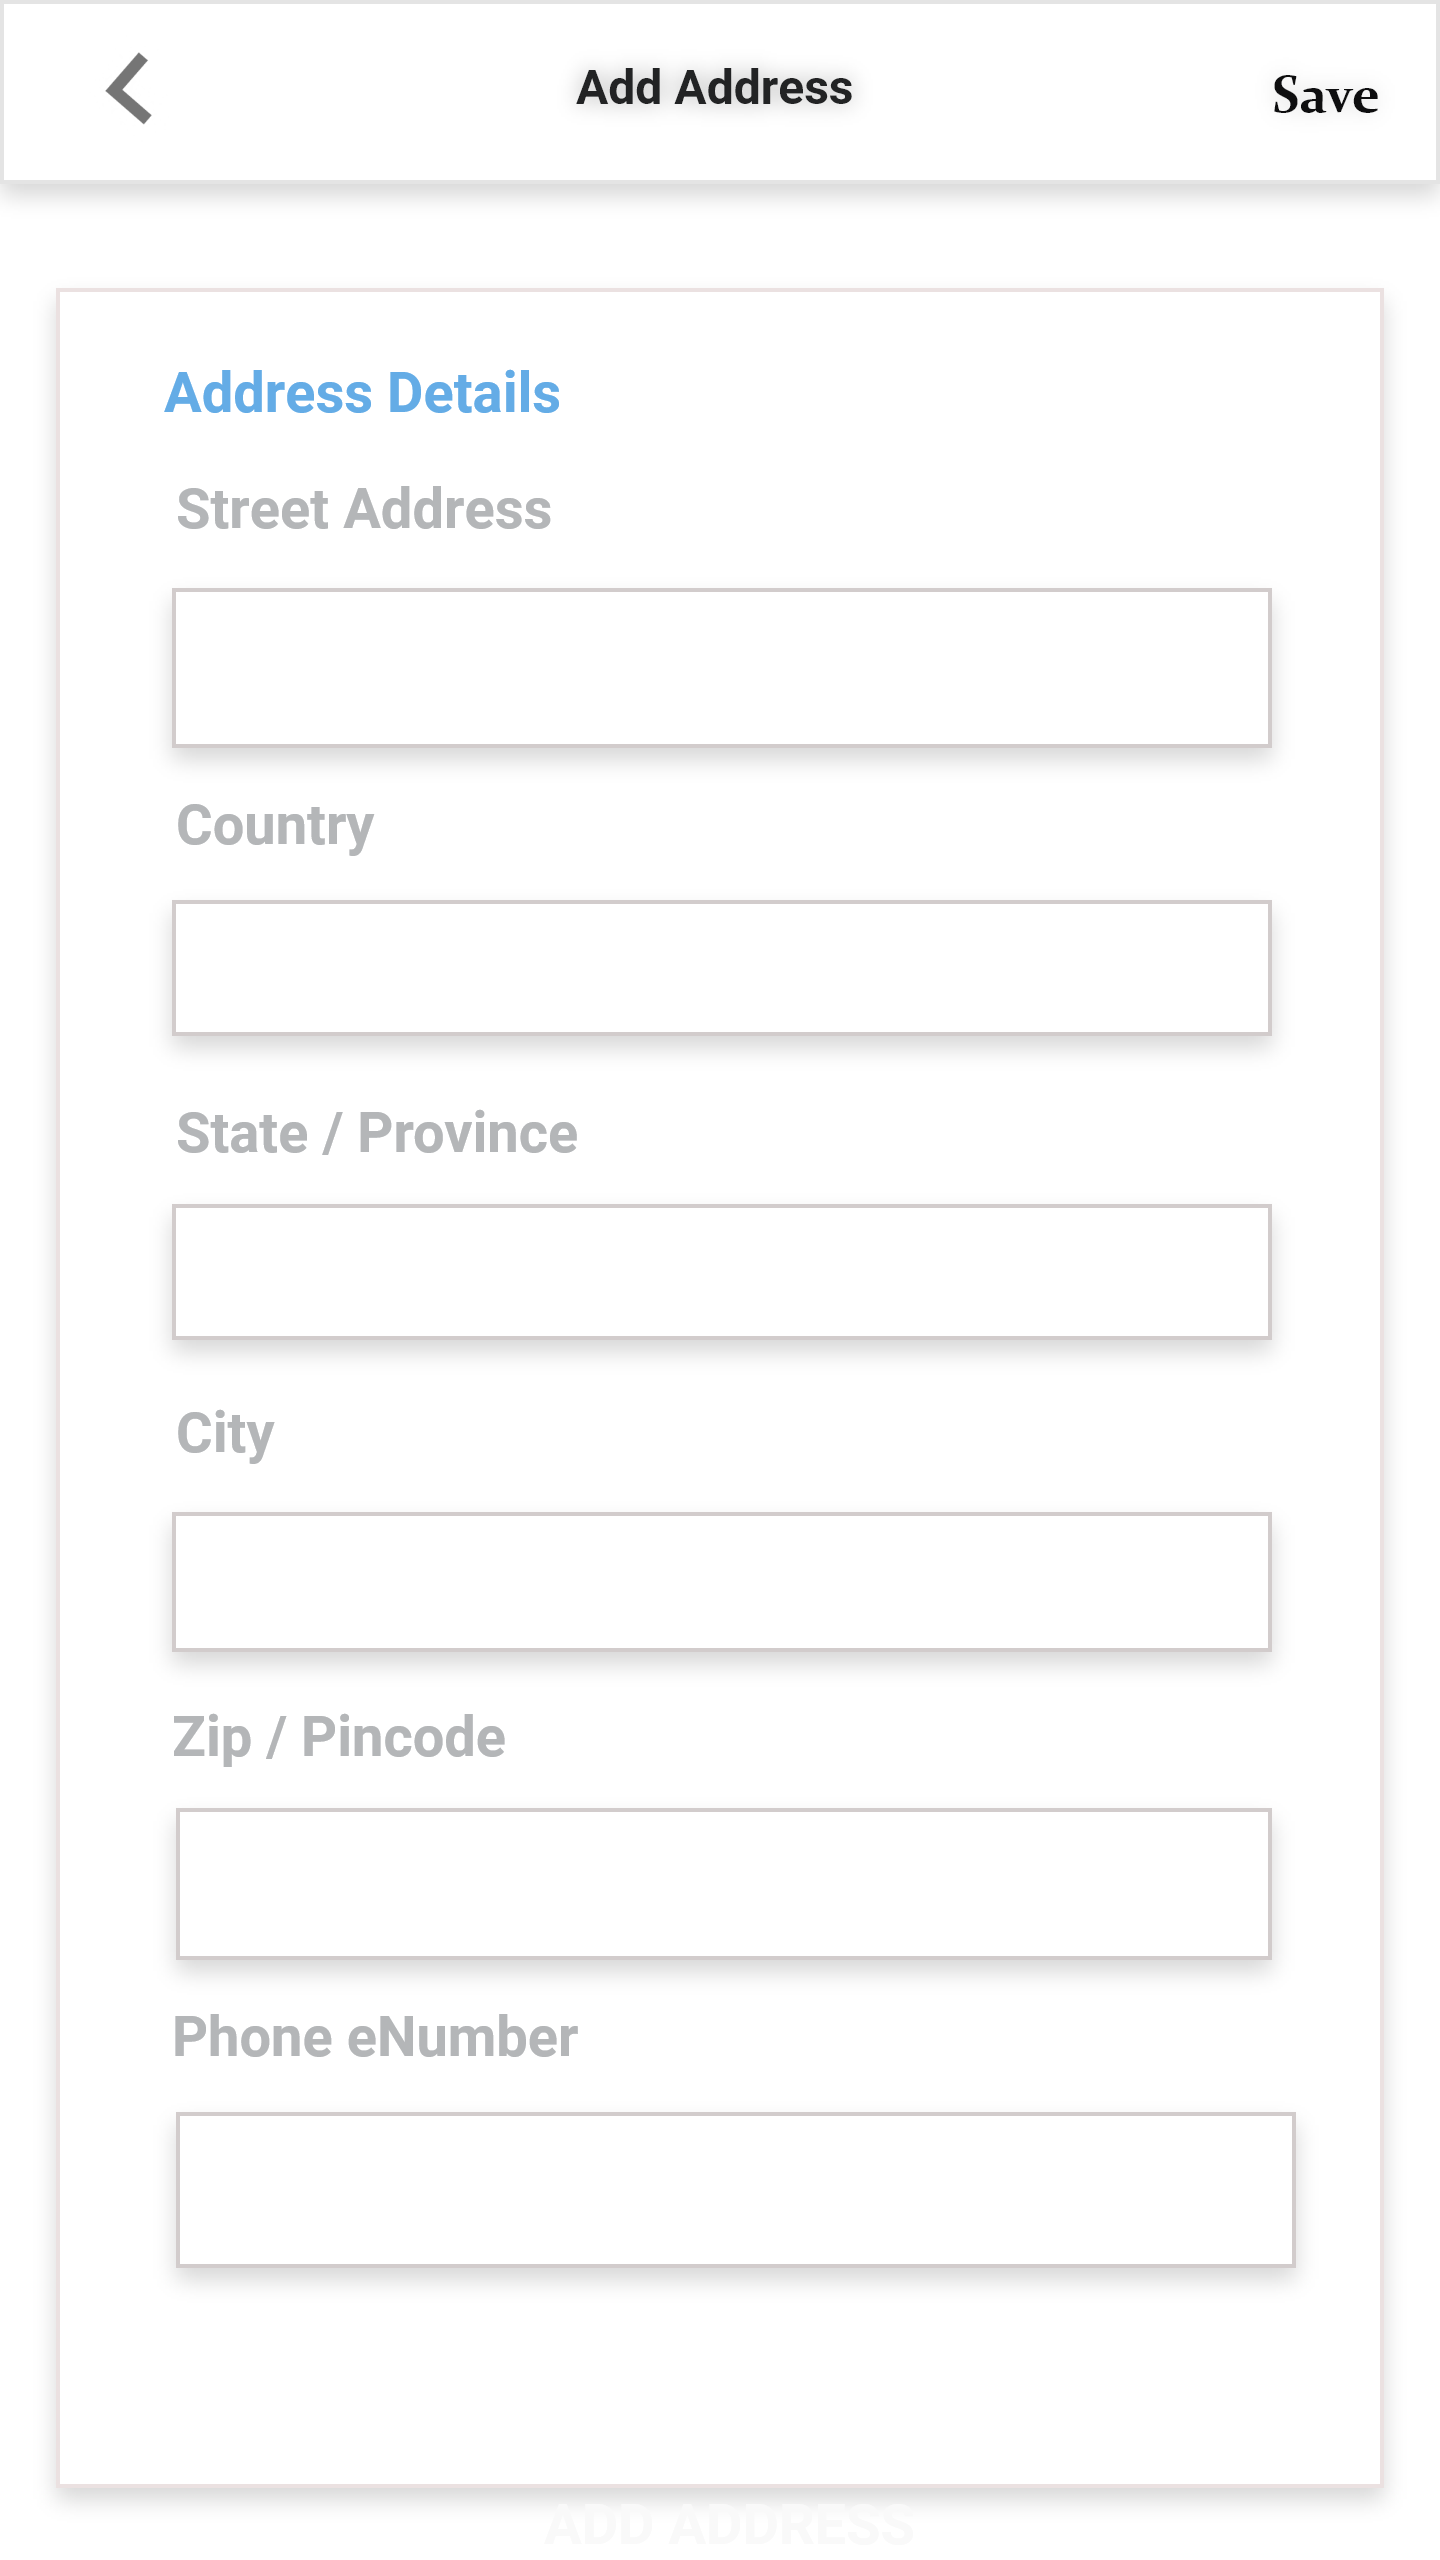 Add Address
Save
Address Details
Street Address
Country
State / Province
City
Zip / Pincode
Phone eNumber
ADD ADDRESS